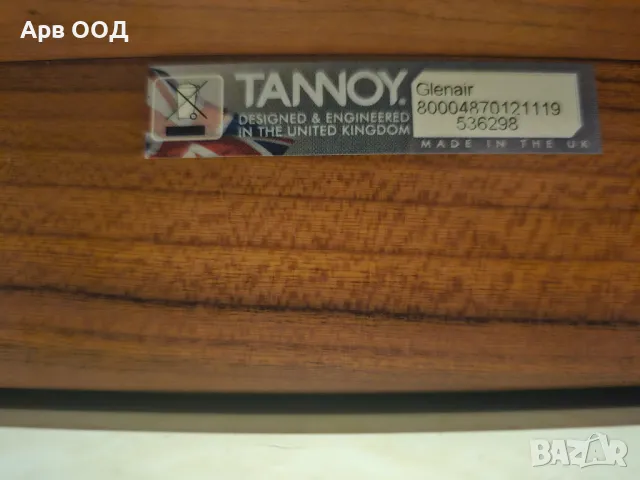 Арв ООД
TANNOY®
DESIGNED & ENGINEERED
IN THE UNITED KINGDOM
Glenair
80004870121119
536298
MADE IN THE UK
BAZAR